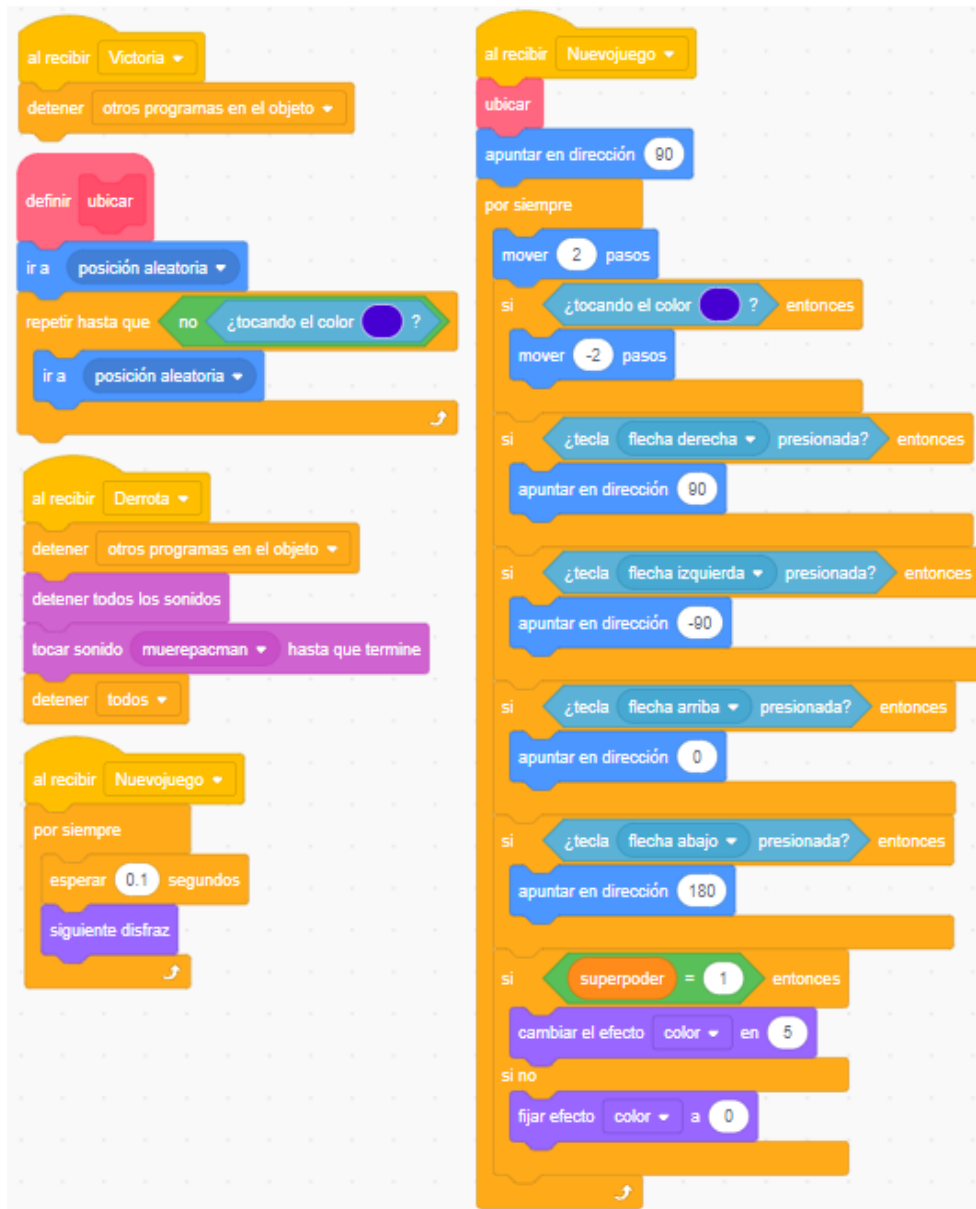 al recibir Victoria
detener otros programas en el objeto
definir ubicar
ir a posición aleatoria
repetir hasta que no ¿tocando el color ?
ir a posición aleatoria
al recibir Derrota
detener otros programas en el objeto
detener todos los sonidos
tocar sonido muerepacman hasta que termine
detener todos
al recibir Nuevojuego
por siempre
esperar 0.1 segundos
siguiente disfraz
al recibir Nuevojuego
ubicar
apuntar en dirección 90
por siempre
mover 2 pasos
si ¿tocando el color ? entonces
mover -2 pasos
si ¿tecla flecha derecha presionada? entonces
apuntar en dirección 90
si ¿tecla flecha izquierda presionada? entonces
apuntar en dirección -90
si ¿tecla flecha arriba presionada? entonces
apuntar en dirección 0
si ¿tecla flecha abajo presionada? entonces
apuntar en dirección 180
si superpoder = 1 entonces
cambiar el efecto color en 5
si no
fijar efecto color a 0